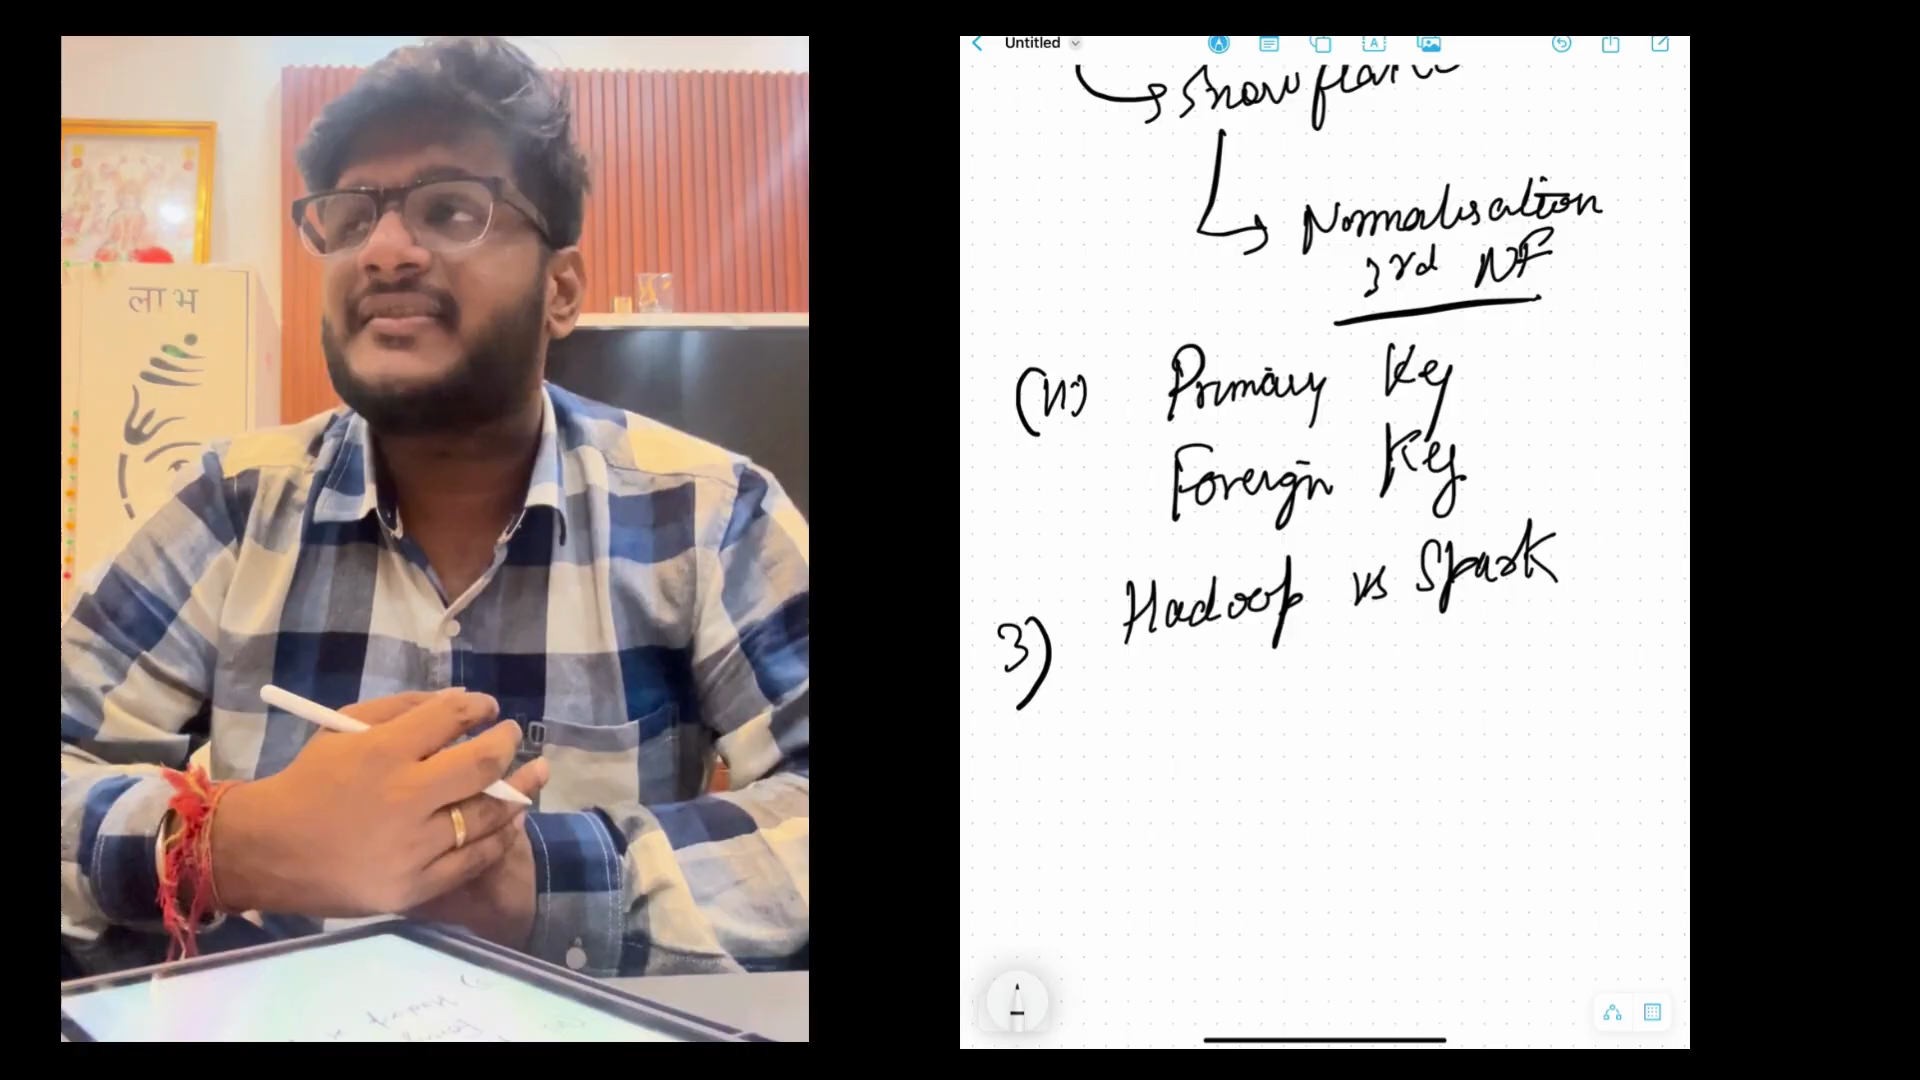 लाभ
Untitled
Snowflake
Normalisation
3rd NF
(ii) Primary Key
Foreign Key
3) Hadoop vs Spark